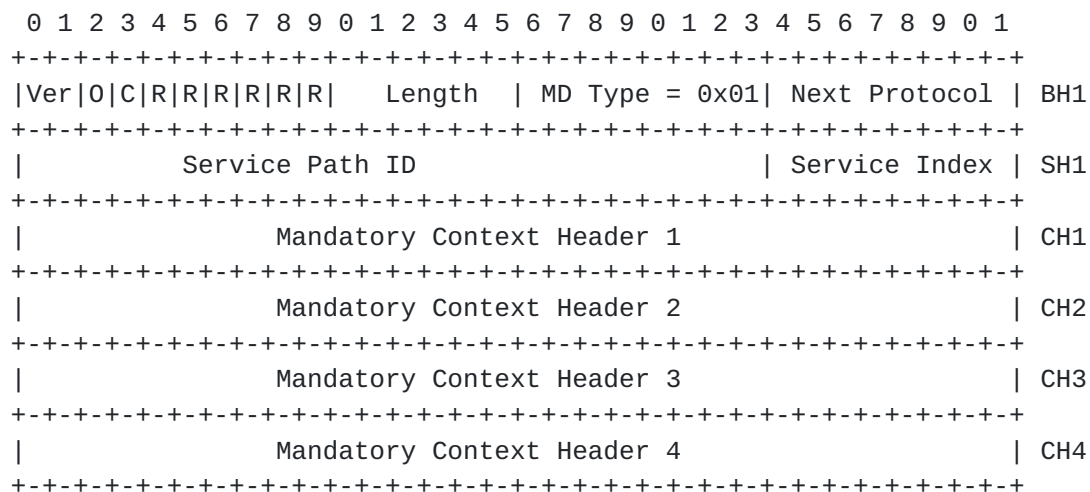 0 1 2 3 4 5 6 7 8 9 0 1 2 3 4 5 6 7 8 9 0 1 2 3 4 5 6 7 8 9 0 1
+-+-+-+-+-+-+-+-+-+-+-+-+-+-+-+-+-+-+-+-+-+-+-+-+-+-+-+-+-+-+-+-+
|Ver|O|C|R|R|R|R|R|R|   Length  | MD Type = 0x01| Next Protocol | BH1
+-+-+-+-+-+-+-+-+-+-+-+-+-+-+-+-+-+-+-+-+-+-+-+-+-+-+-+-+-+-+-+-+
|          Service Path ID                      | Service Index | SH1
+-+-+-+-+-+-+-+-+-+-+-+-+-+-+-+-+-+-+-+-+-+-+-+-+-+-+-+-+-+-+-+-+
|                Mandatory Context Header 1                     | CH1
+-+-+-+-+-+-+-+-+-+-+-+-+-+-+-+-+-+-+-+-+-+-+-+-+-+-+-+-+-+-+-+-+
|                Mandatory Context Header 2                     | CH2
+-+-+-+-+-+-+-+-+-+-+-+-+-+-+-+-+-+-+-+-+-+-+-+-+-+-+-+-+-+-+-+-+
|                Mandatory Context Header 3                     | CH3
+-+-+-+-+-+-+-+-+-+-+-+-+-+-+-+-+-+-+-+-+-+-+-+-+-+-+-+-+-+-+-+-+
|                Mandatory Context Header 4                     | CH4
+-+-+-+-+-+-+-+-+-+-+-+-+-+-+-+-+-+-+-+-+-+-+-+-+-+-+-+-+-+-+-+-+